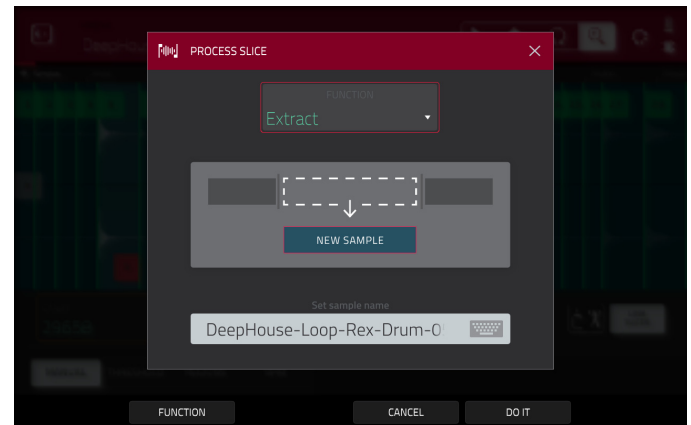 PROCESS SLICE
FUNCTION
Extract
NEW SAMPLE
Set sample name
DeepHouse-Loop-Rex-Drum-0
FUNCTION
CANCEL
DO IT